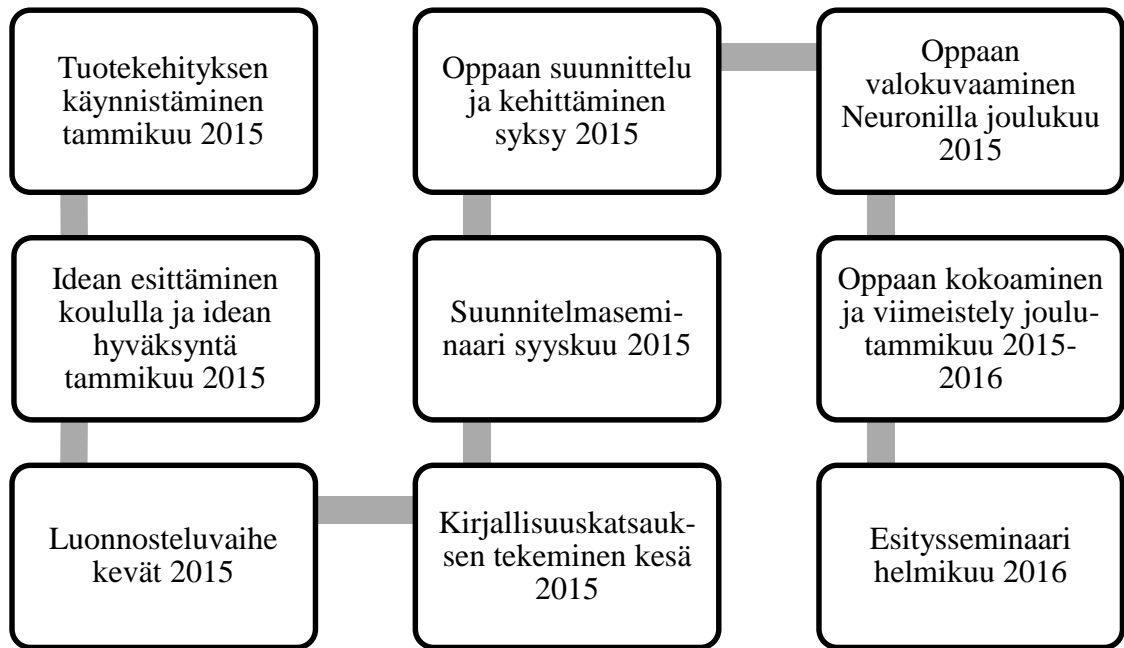 Tuotekehityksen
käynnistäminen
tammikuu 2015
Idean esittäminen
koululla ja idean
hyväksyntä
tammikuu 2015
Luonnosteluvaihe
kevät 2015
Kirjallisuuskatsauk-
sen tekeminen kesä
2015
Suunnitelmasemi-
naari syyskuu 2015
Oppaan suunnittelu
ja kehittäminen
syksy 2015
Oppaan
valokuvaaminen
Neuronilla joulukuu
2015
Oppaan kokoaminen
ja viimeistely joulu-
tammikuu 2015-
2016
Esitysseminaari
helmikuu 2016